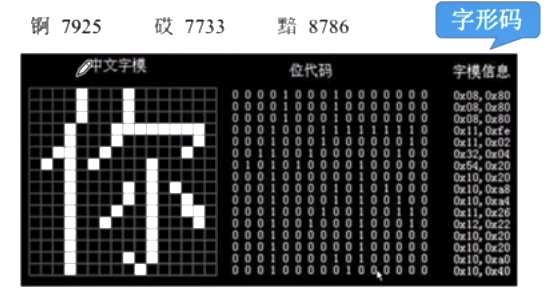 锕 7925 砹 7733 黯 8786
字形码
中文字模 位代码 字模信息
0 0 0 0 1 0 0 0 1 0 0 0 0 0 0 0 0x08,0x80
0 0 0 0 1 0 0 0 1 0 0 0 0 0 0 0 0x08,0x80
0 0 0 0 1 0 0 0 1 0 0 0 0 0 0 0 0x08,0x80
0 0 0 1 0 0 0 1 1 1 1 1 1 1 1 0 0x11,0xfe
0 0 0 1 0 0 0 1 0 0 0 0 0 0 1 0 0x11,0x02
0 0 1 1 0 0 1 0 0 0 0 0 0 1 0 0 0x32,0x04
0 1 0 1 0 1 0 0 0 0 1 0 0 0 0 0 0x54,0x20
0 0 0 1 0 0 0 0 0 0 1 0 0 0 0 0 0x10,0x20
0 0 0 1 0 0 0 0 1 0 1 0 1 0 0 0 0x10,0xa8
0 0 0 1 0 0 0 0 1 0 1 0 0 1 0 0 0x10,0xa4
0 0 0 1 0 0 0 1 0 0 1 0 0 1 1 0 0x11,0x26
0 0 0 1 0 0 1 0 0 0 1 0 0 0 1 0 0x12,0x22
0 0 0 1 0 0 0 0 0 0 1 0 0 0 0 0 0x10,0x20
0 0 0 1 0 0 0 0 0 0 1 0 0 0 0 0 0x10,0x20
0 0 0 1 0 0 0 0 1 0 1 0 0 0 0 0 0x10,0xa0
0 0 0 1 0 0 0 0 0 1 0 0 0 0 0 0 0x10,0x40